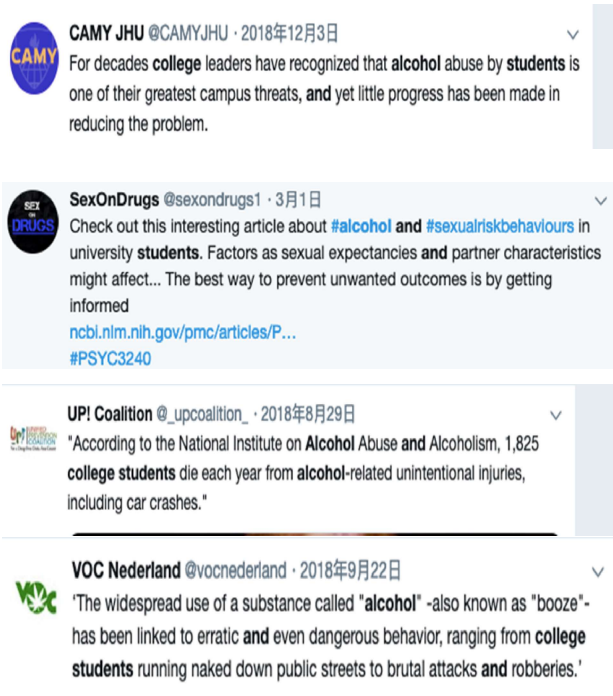 CAMY
CAMY JHU @CAMYJHU · 2018年12月3日
For decades college leaders have recognized that alcohol abuse by students is
one of their greatest campus threats, and yet little progress has been made in
reducing the problem.
SEX
ON
DRUGS
SexOnDrugs @sexondrugs1 · 3月1日
Check out this interesting article about #alcohol and #sexualriskbehaviours in
university students. Factors as sexual expectancies and partner characteristics
might affect... The best way to prevent unwanted outcomes is by getting
informed
ncbi.nlm.nih.gov/pmc/articles/P…
#PSYC3240
UP! Coalition @_upcoalition_ · 2018年8月29日
"According to the National Institute on Alcohol Abuse and Alcoholism, 1,825
college students die each year from alcohol-related unintentional injuries,
including car crashes."
VOC
VOC Nederland @vocnederland · 2018年9月22日
'The widespread use of a substance called "alcohol" -also known as "booze"-
has been linked to erratic and even dangerous behavior, ranging from college
students running naked down public streets to brutal attacks and robberies.'